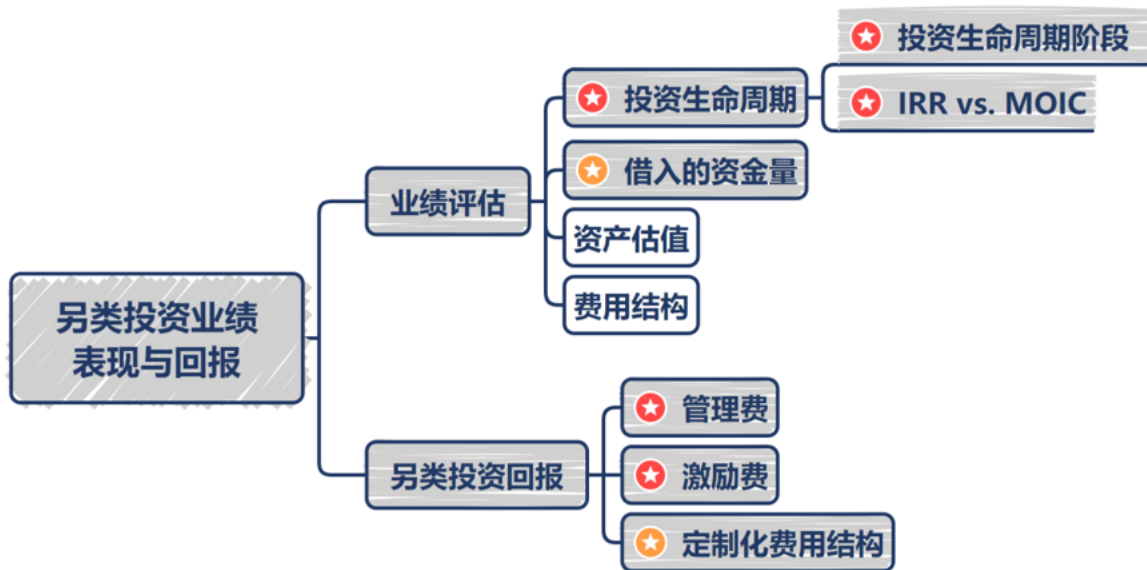 另类投资业绩
表现与回报
业绩评估
投资生命周期
投资生命周期阶段
IRR vs. MOIC
借入的资金量
资产估值
费用结构
另类投资回报
管理费
激励费
定制化费用结构